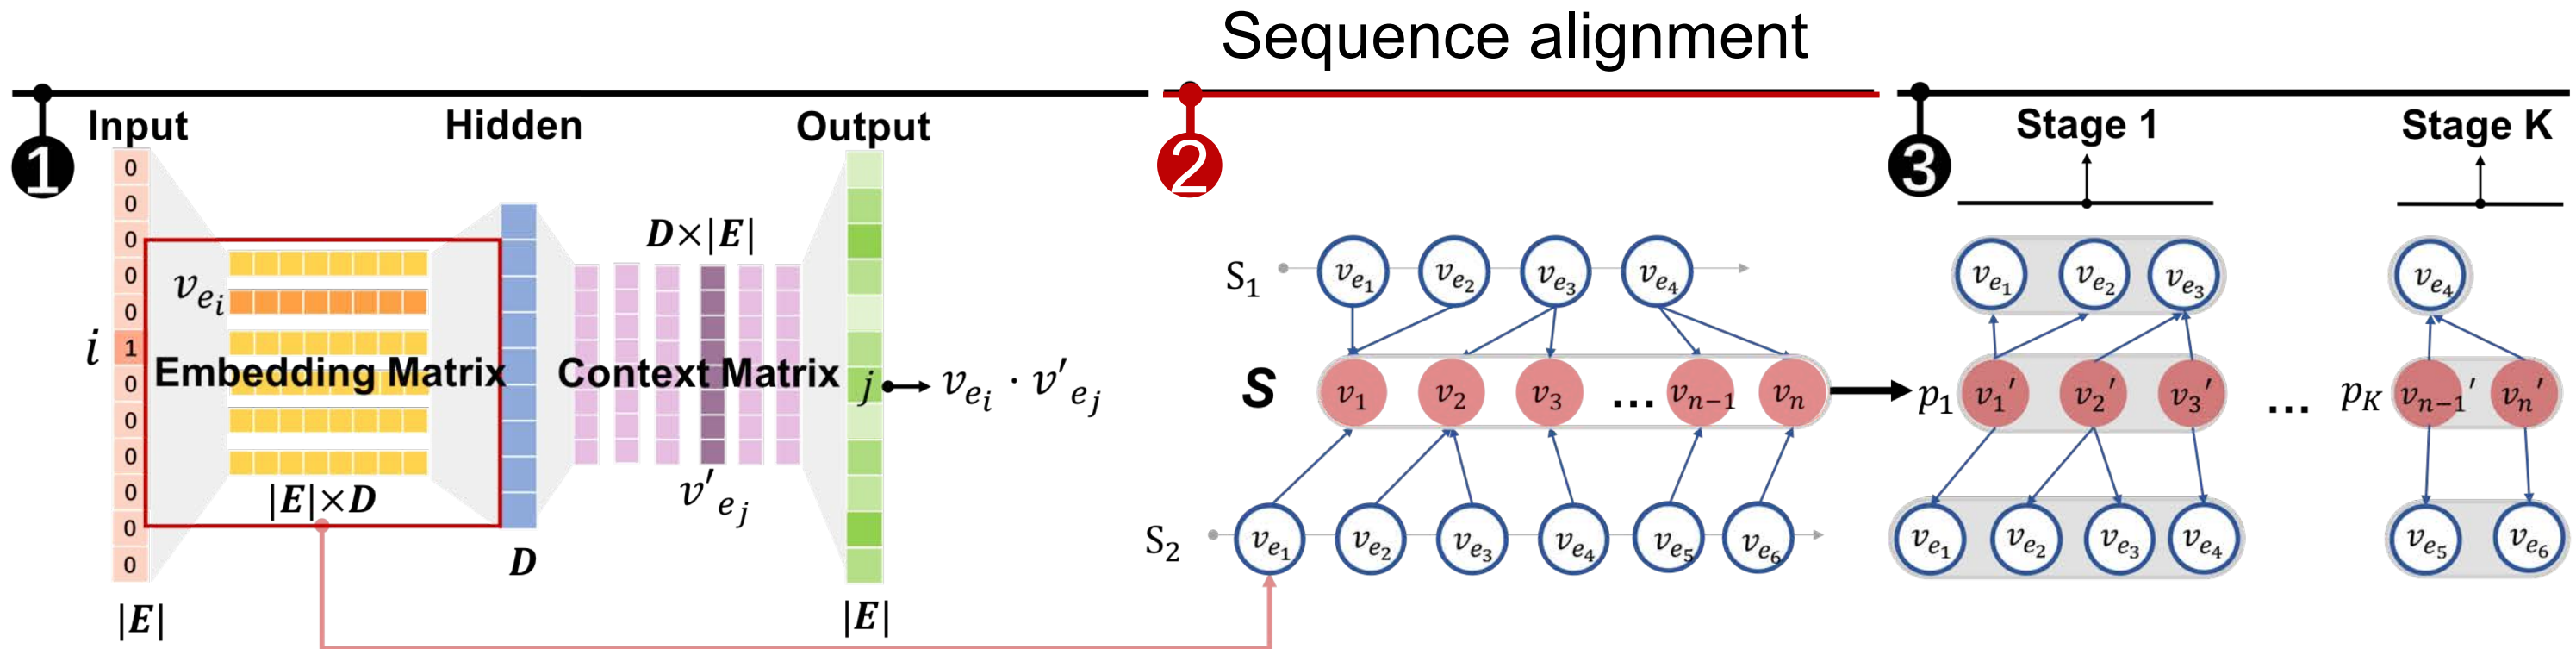 Sequence alignment
1
Input
Hidden
Output
0
0
0
0
0
i 1
0
0
0
0
0
0
|E|
v_{e_i}
Embedding Matrix
|E|×D
D
D×|E|
Context Matrix
v'_{e_j}
j
v_{e_i} · v'_{e_j}
|E|
2
S₁ v_{e_1} v_{e_2} v_{e_3} v_{e_4}
S v_1 v_2 v_3 ... v_{n-1} v_n
S₂ v_{e_1} v_{e_2} v_{e_3} v_{e_4} v_{e_5} v_{e_6}
3
Stage 1
Stage K
v_{e_1} v_{e_2} v_{e_3}
v_{e_4}
p_1 v_1' v_2' v_3' ... p_K v_{n-1}' v_n'
v_{e_1} v_{e_2} v_{e_3} v_{e_4}
v_{e_5} v_{e_6}